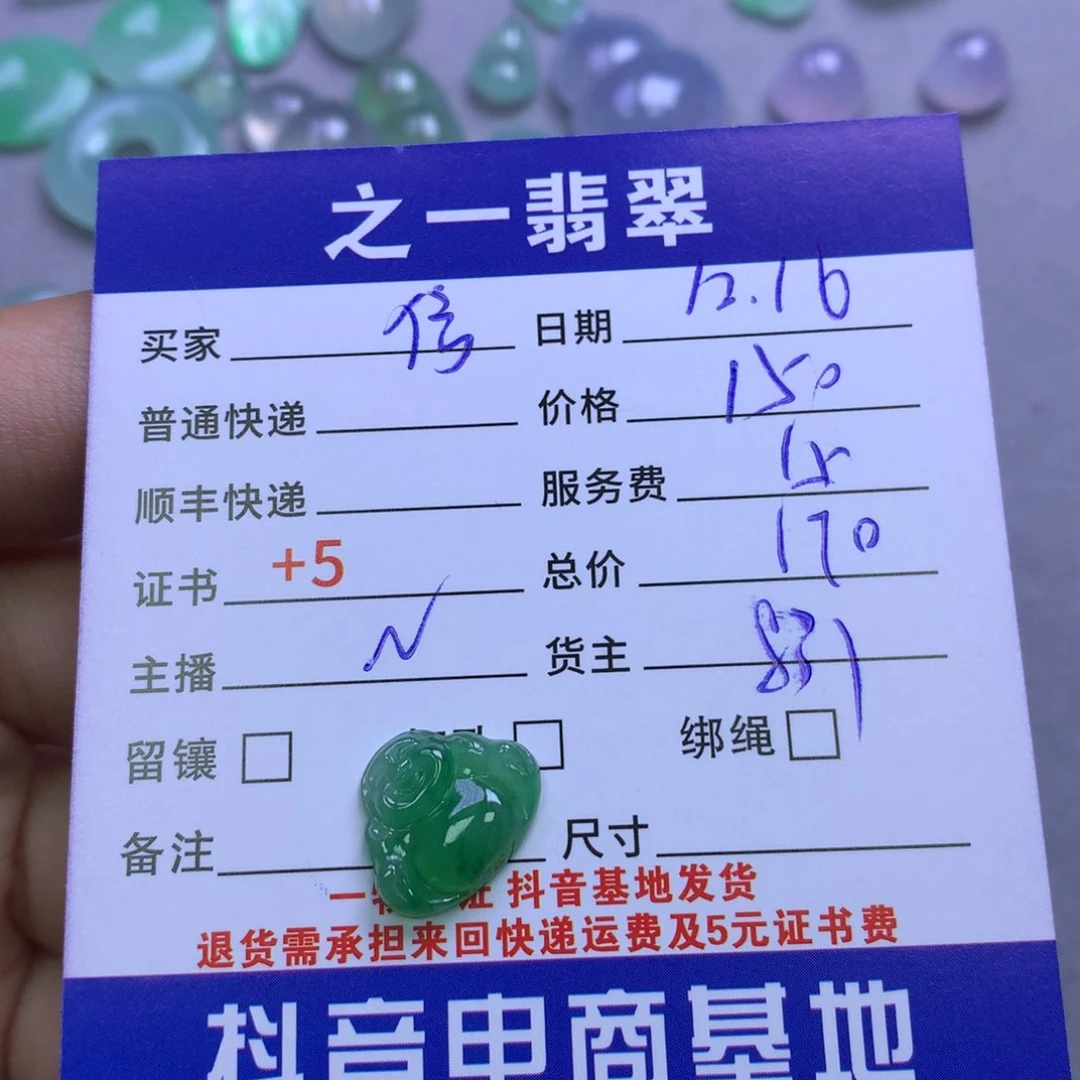 之一翡翠
买家 信 日期 12.16
普通快递 价格 150
顺丰快递 服务费 15
证书 +5 总价 170
主播 N 货主
留镶 绑绳
备注 尺寸
一 证 抖音基地发货
退货需承担来回快递运费及5元证书费
抖音电商基地